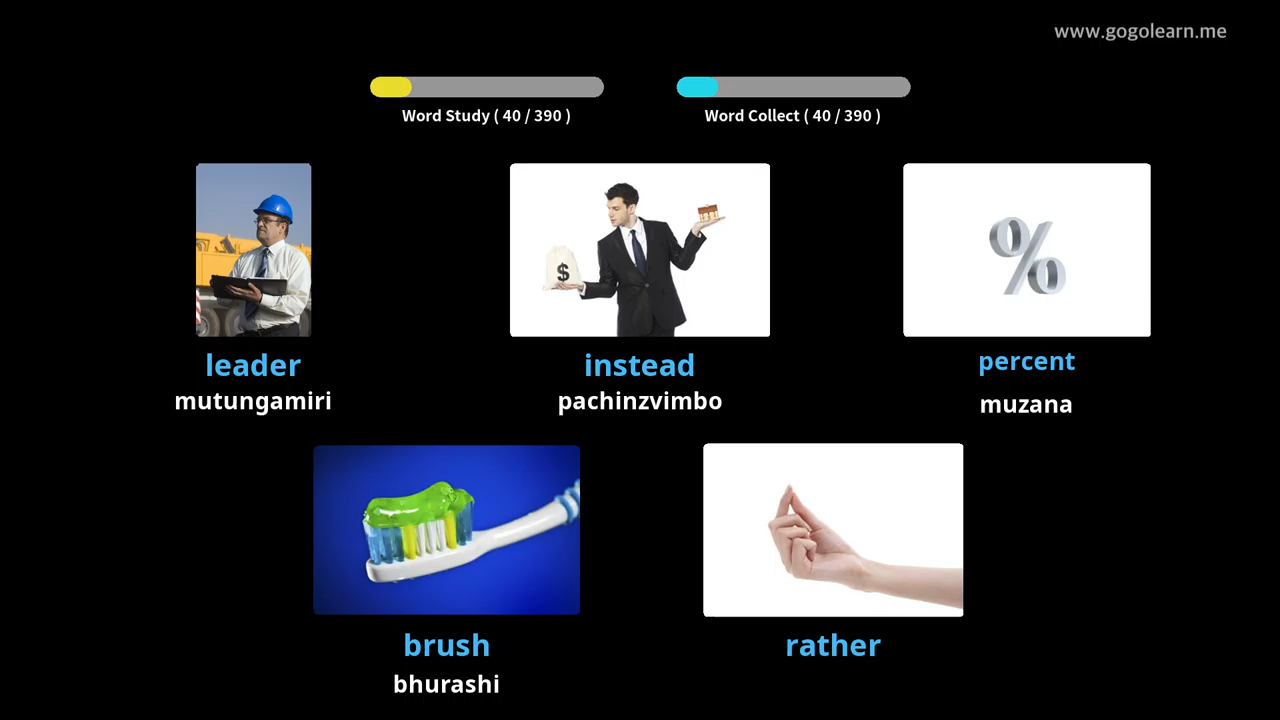 www.gogolearn.me
Word Study ( 40 / 390 )
Word Collect ( 40 / 390 )
$
%
leader
mutungamiri
instead
pachinzvimbo
percent
muzana
brush
bhurashi
rather